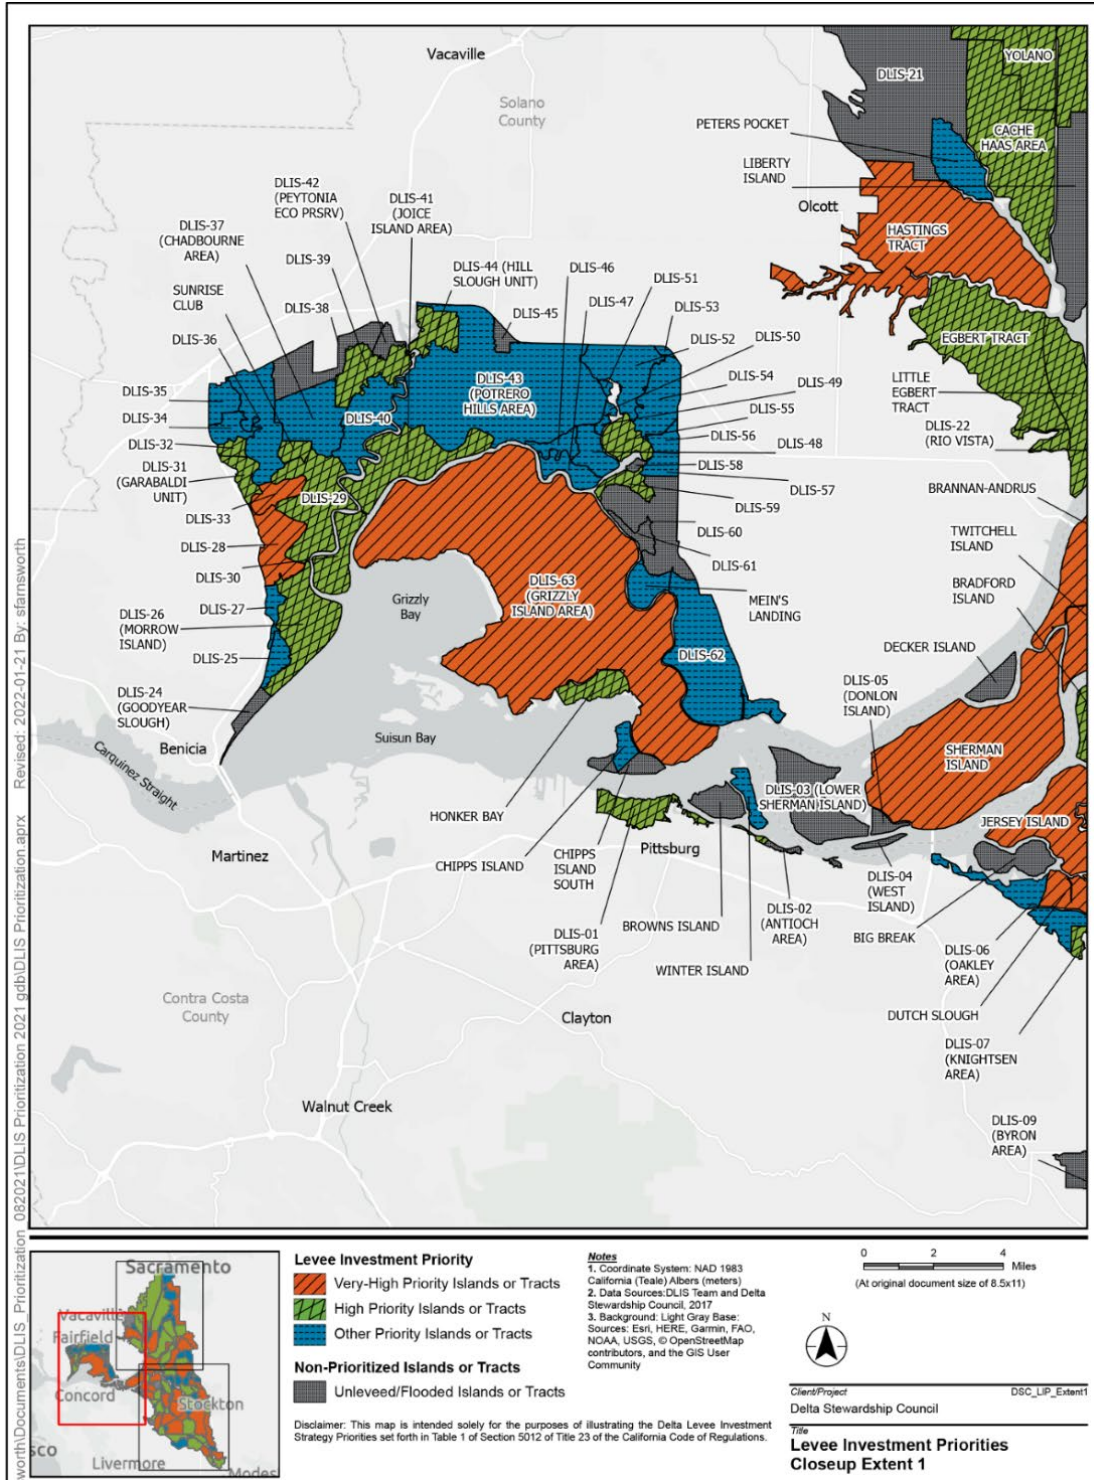 Vacaville
Solano
County
YOLANO
DLIS-21
PETERS POCKET
CACHE
HAAS AREA
LIBERTY
ISLAND
DLIS-42
(PEYTONIA
ECO PRSRV)
DLIS-41
(JOICE
ISLAND AREA)
Olcott
HASTINGS
TRACT
DLIS-37
(CHADBOURNE
AREA)
DLIS-39
DLIS-44 (HILL
SLOUGH UNIT)
DLIS-46
DLIS-51
SUNRISE
CLUB
DLIS-38
DLIS-47
DLIS-53
DLIS-45
DLIS-36
DLIS-52
DLIS-50
EGBERT TRACT
DLIS-43
(POTRERO
HILLS AREA)
DLIS-54
DLIS-49
LITTLE
EGBERT
TRACT
DLIS-35
DLIS-34
DLIS-40
DLIS-55
DLIS-56
DLIS-22
(RIO VISTA)
DLIS-32
DLIS-48
DLIS-31
(GARABALDI
UNIT)
DLIS-58
DLIS-57
DLIS-29
BRANNAN-ANDRUS
DLIS-59
DLIS-33
DLIS-60
TWITCHELL
ISLAND
DLIS-28
DLIS-61
DLIS-30
BRADFORD
ISLAND
DLIS-63
(GRIZZLY
ISLAND AREA)
Grizzly
Bay
MEIN'S
LANDING
DLIS-27
DLIS-26
(MORROW
ISLAND)
DECKER ISLAND
DLIS-25
DLIS-62
DLIS-05
(DONLON
ISLAND)
DLIS-24
(GOODYEAR
SLOUGH)
Benicia
Suisun Bay
SHERMAN
ISLAND
Carquinez Straight
DLIS-03 (LOWER
SHERMAN ISLAND)
HONKER BAY
JERSEY ISLAND
Martinez
Pittsburg
CHIPPS ISLAND
CHIPPS
ISLAND
SOUTH
DLIS-04
(WEST
ISLAND)
DLIS-02
(ANTIOCH
AREA)
BROWNS ISLAND
DLIS-01
(PITTSBURG
AREA)
BIG BREAK
DLIS-06
(OAKLEY
AREA)
WINTER ISLAND
Contra Costa
County
Clayton
DUTCH SLOUGH
DLIS-07
(KNIGHTSEN
AREA)
Walnut Creek
DLIS-09
(BYRON
AREA)
worth\Documents\DLIS_Prioritization_082021\DLIS Prioritization 2021 gdb\DLIS Prioritization.aprx Revised: 2022-01-21 By: sfarnsworth
Sacramento
Vacaville
Fairfield
Concord
Stockton
sco
Livermore
Modes
Levee Investment Priority
Very-High Priority Islands or Tracts
High Priority Islands or Tracts
Other Priority Islands or Tracts
Non-Prioritized Islands or Tracts
Unleveed/Flooded Islands or Tracts
Notes
1. Coordinate System: NAD 1983
California (Teale) Albers (meters)
2. Data Sources:DLIS Team and Delta
Stewardship Council, 2017
3. Background: Light Gray Base:
Sources: Esri, HERE, Garmin, FAO,
NOAA, USGS, © OpenStreetMap
contributors, and the GIS User
Community
Disclaimer: This map is intended solely for the purposes of illustrating the Delta Levee Investment
Strategy Priorities set forth in Table 1 of Section 5012 of Title 23 of the California Code of Regulations.
0 2 4
Miles
(At original document size of 8.5x11)
N
Client/Project DSC_LIP_Extent1
Delta Stewardship Council
Title
Levee Investment Priorities
Closeup Extent 1